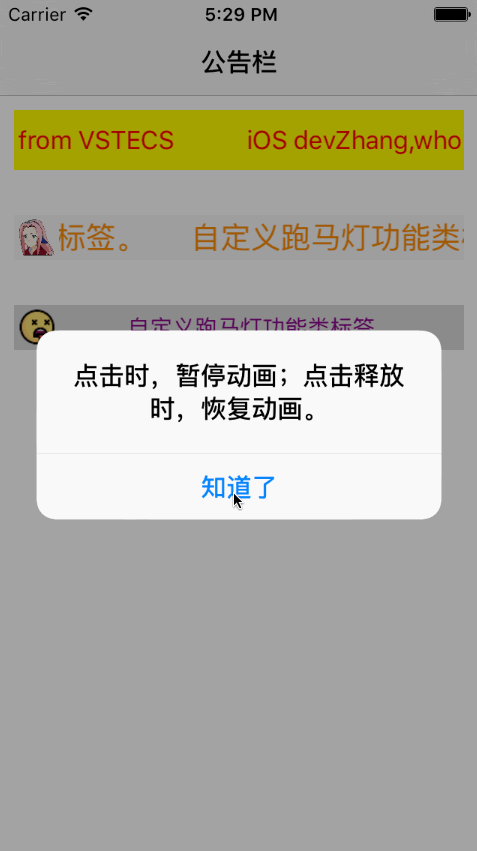 Carrier 5:29 PM
公告栏
from VSTECS iOS devZhang,who
标签。 自定义跑马灯功能类
自定义跑马灯功能类标签
点击时，暂停动画；点击释放
时，恢复动画。
知道了